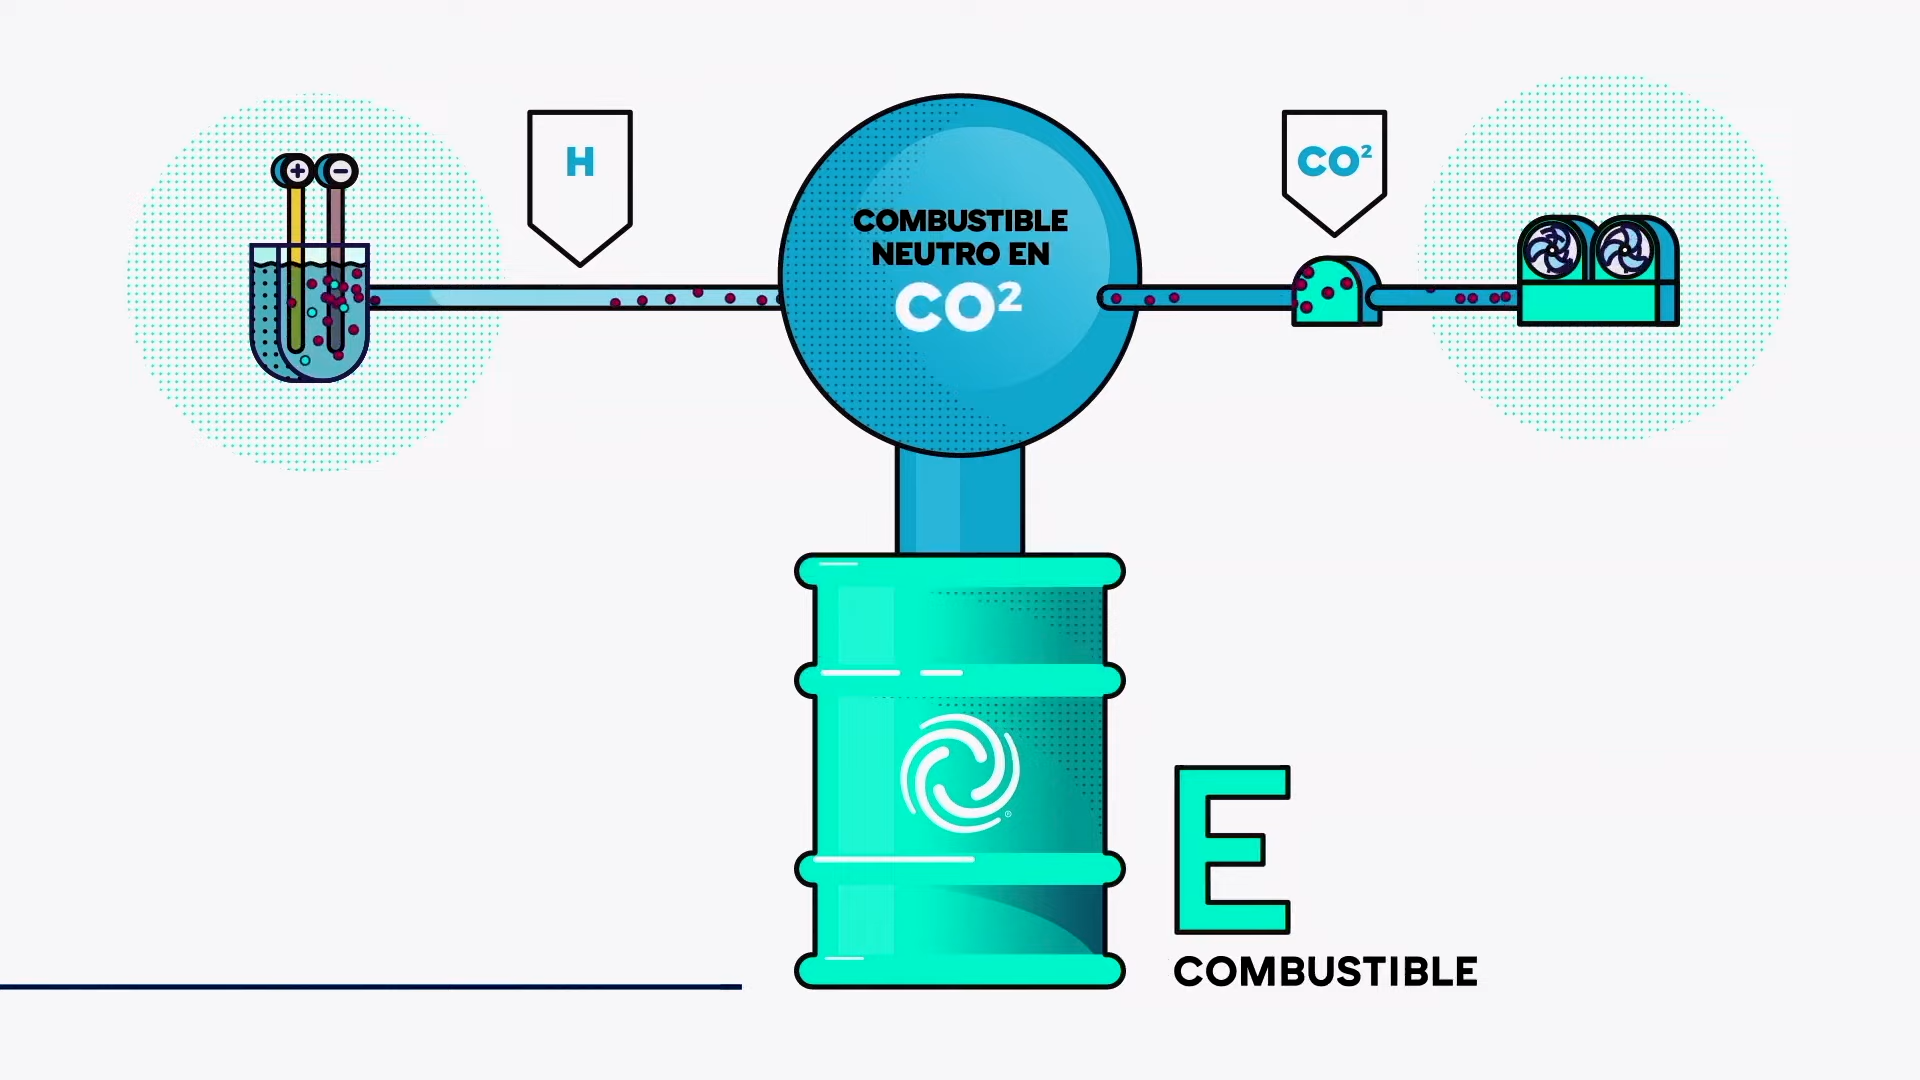 + −
H
COMBUSTIBLE
NEUTRO EN
CO²
CO²
E
COMBUSTIBLE